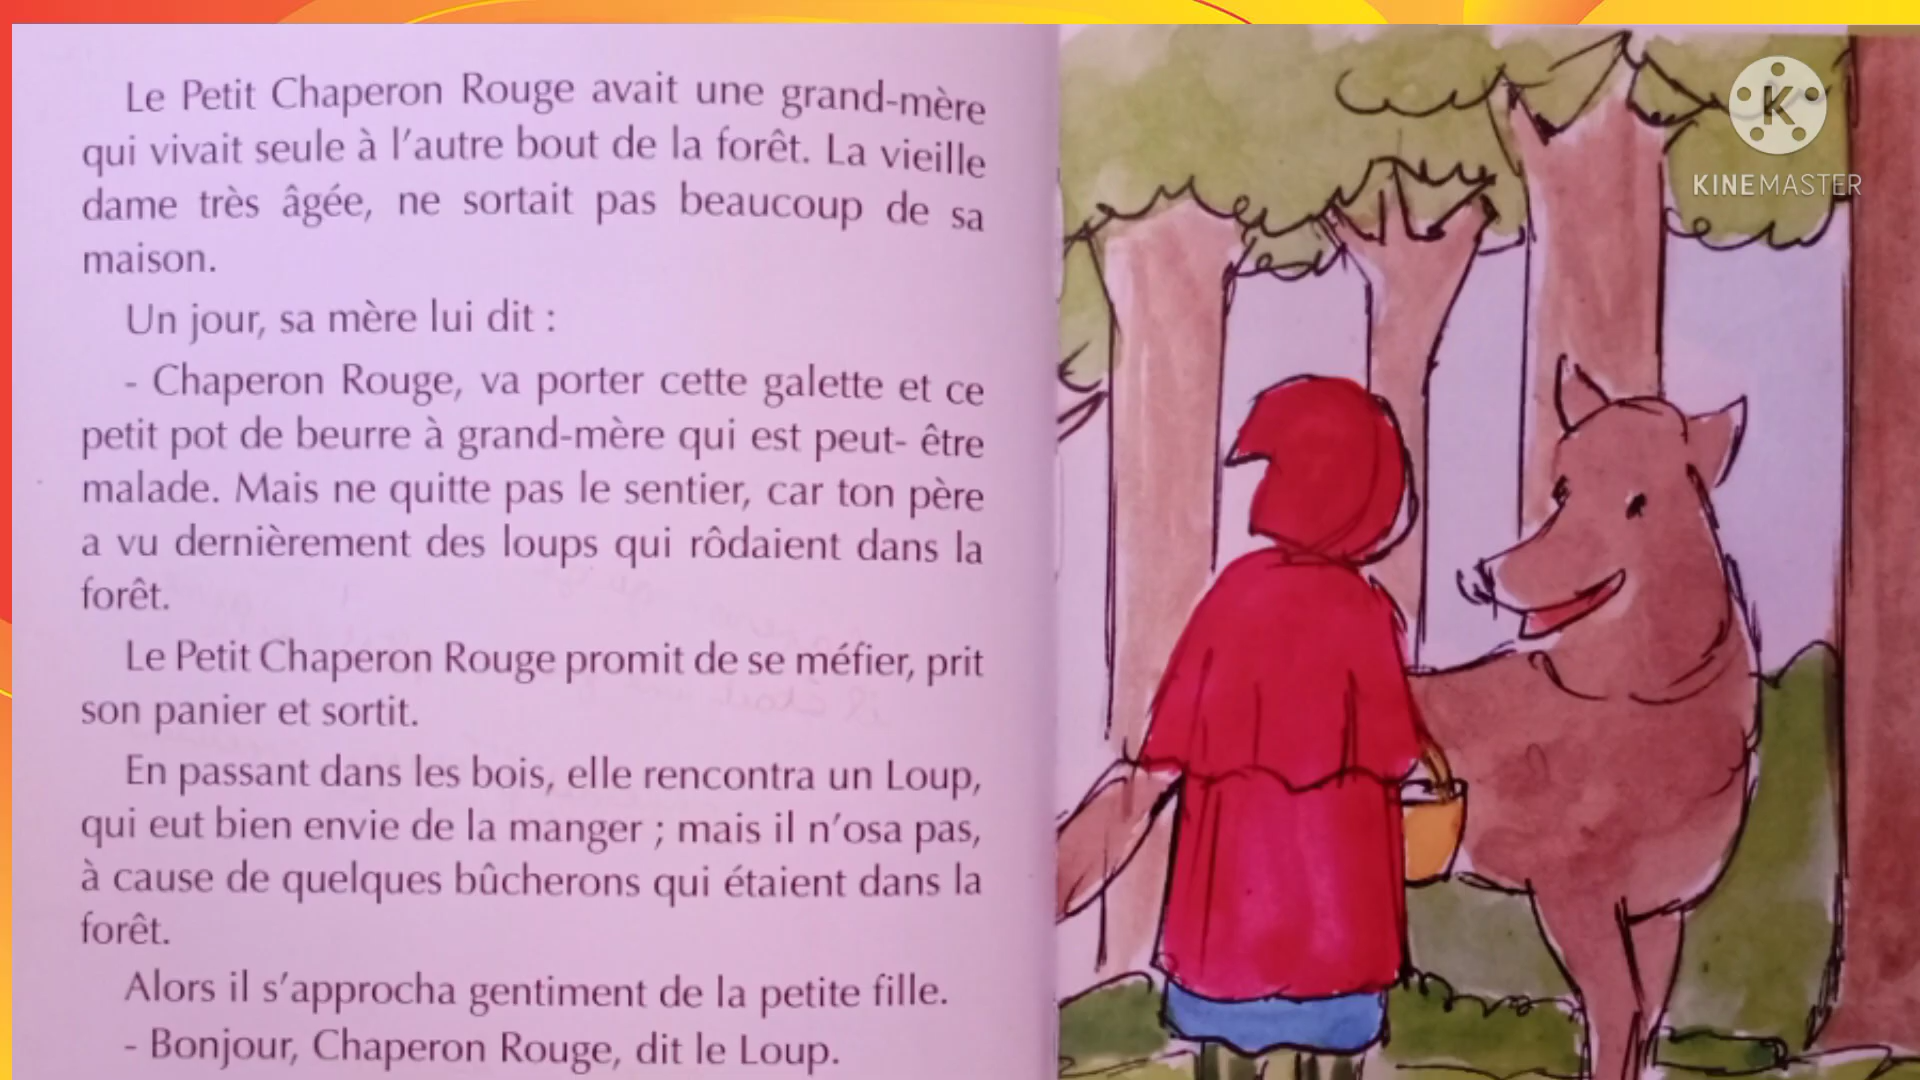 Le Petit Chaperon Rouge avait une grand-mère
qui vivait seule à l'autre bout de la forêt. La vieille
dame très âgée, ne sortait pas beaucoup de sa
maison.
Un jour, sa mère lui dit :
- Chaperon Rouge, va porter cette galette et ce
petit pot de beurre à grand-mère qui est peut- être
malade. Mais ne quitte pas le sentier, car ton père
a vu dernièrement des loups qui rôdaient dans la
forêt.
Le Petit Chaperon Rouge promit de se méfier, prit
son panier et sortit.
En passant dans les bois, elle rencontra un Loup,
qui eut bien envie de la manger ; mais il n'osa pas,
à cause de quelques bûcherons qui étaient dans la
forêt.
Alors il s'approcha gentiment de la petite fille.
- Bonjour, Chaperon Rouge, dit le Loup.
K
KINEMASTER